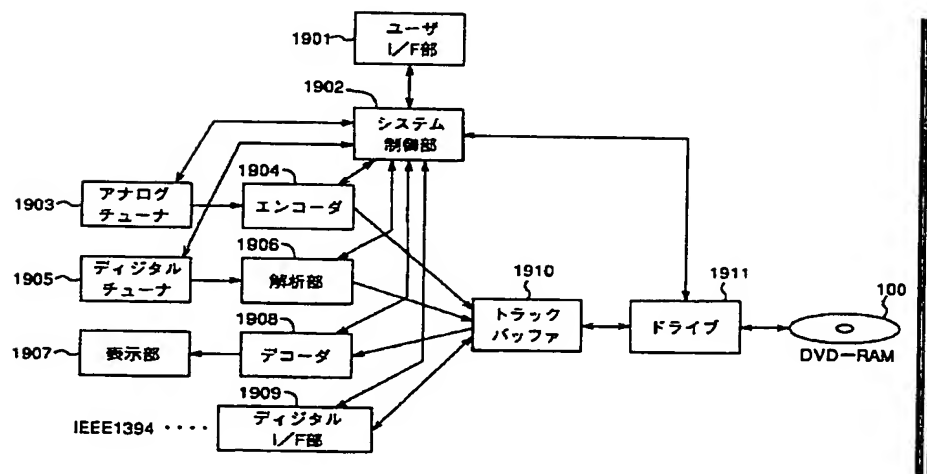 1901
ユーザ
I/F部
1902
システム
制御部
1903
アナログ
チューナ
1904
エンコーダ
1905
ディジタル
チューナ
1906
解析部
1907
表示部
1908
デコーダ
1909
ディジタル
I/F部
IEEE1394 ・・・・
1910
トラック
バッファ
1911
ドライブ
100
DVD-RAM